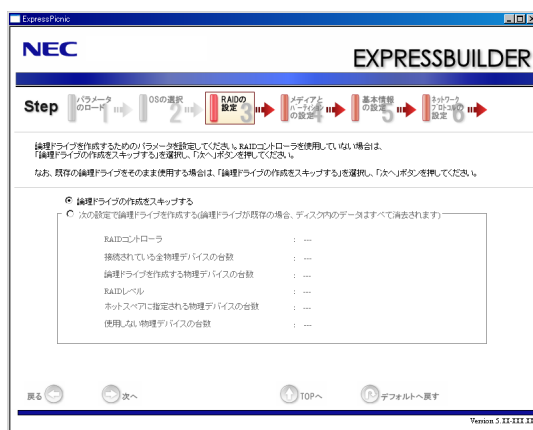 ExpressPicnic
NEC
EXPRESSBUILDER
Step
パラメータのロード 1
OSの選択 2
RAIDの設定 3
メディアとパーティションの設定 4
基本情報の設定 5
ネットワークプロトコルの設定 6
論理ドライブを作成するためのパラメータを設定してください。RAIDコントローラを使用していない場合は、
「論理ドライブの作成をスキップする」を選択し、「次へ」ボタンを押してください。
なお、既存の論理ドライブをそのまま使用する場合は、「論理ドライブの作成をスキップする」を選択し、「次へ」ボタンを押してください。
論理ドライブの作成をスキップする
次の設定で論理ドライブを作成する(論理ドライブが既存の場合、ディスク内のデータはすべて消去されます)
RAIDコントローラ : ---
接続されている全物理デバイスの台数 : ---
論理ドライブを作成する物理デバイスの台数 : ---
RAIDレベル : ---
ホットスペアに指定される物理デバイスの台数 : ---
使用しない物理デバイスの台数 : ---
戻る 次へ TOPへ デフォルトへ戻す
Version 5.